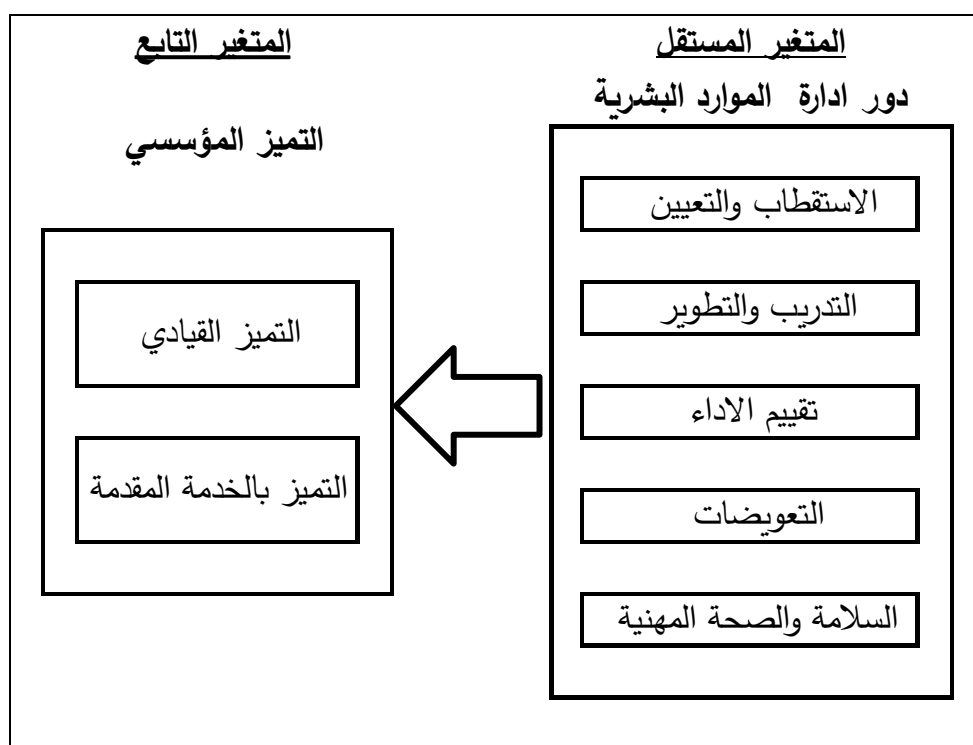 المتغير المستقل
دور ادارة الموارد البشرية
الاستقطاب والتعيين
التدريب والتطوير
تقييم الاداء
التعويضات
السلامة والصحة المهنية
المتغير التابع
التميز المؤسسي
التميز القيادي
التميز بالخدمة المقدمة